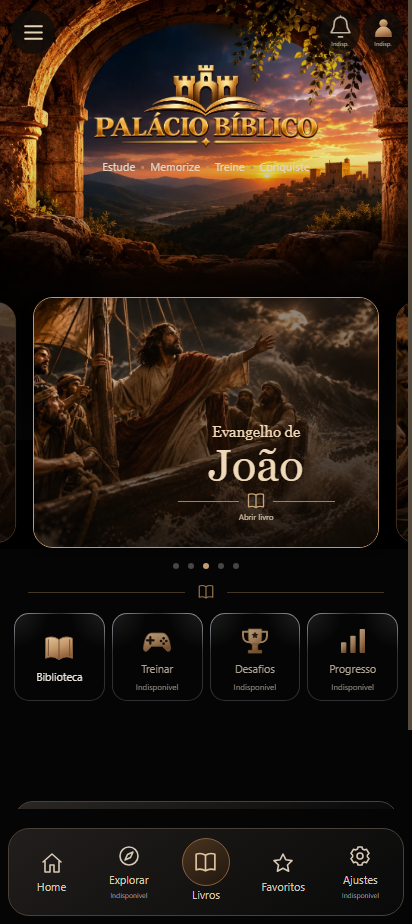 Indisp.
Indisp.
PALÁCIO BÍBLICO
Estude • Memorize • Treine • Conquiste
Evangelho de
João
Abrir livro
Biblioteca
Treinar
Indisponível
Desafios
Indisponível
Progresso
Indisponível
Home
Explorar
Indisponível
Livros
Favoritos
Ajustes
Indisponível